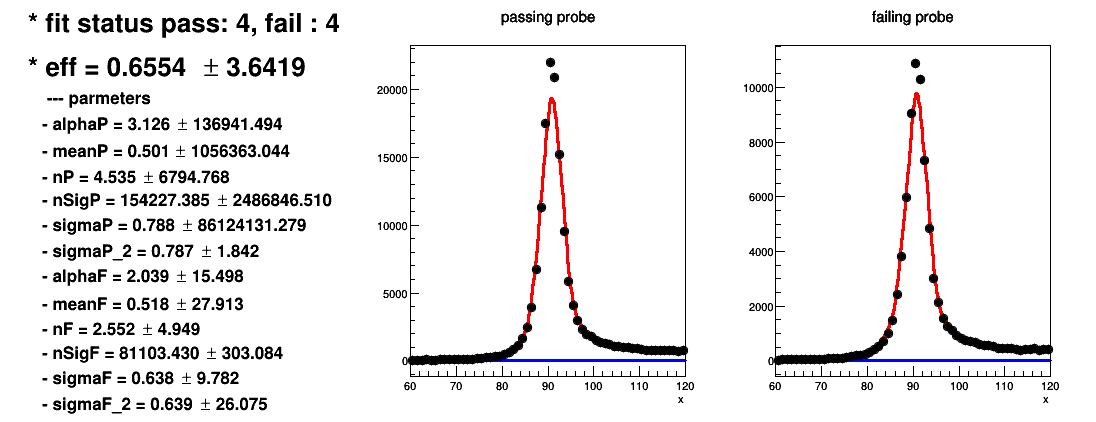 * fit status pass: 4, fail : 4
* eff = 0.6554 ± 3.6419
--- parmeters
- alphaP = 3.126 ± 136941.494
- meanP = 0.501 ± 1056363.044
- nP = 4.535 ± 6794.768
- nSigP = 154227.385 ± 2486846.510
- sigmaP = 0.788 ± 86124131.279
- sigmaP_2 = 0.787 ± 1.842
- alphaF = 2.039 ± 15.498
- meanF = 0.518 ± 27.913
- nF = 2.552 ± 4.949
- nSigF = 81103.430 ± 303.084
- sigmaF = 0.638 ± 9.782
- sigmaF_2 = 0.639 ± 26.075
passing probe
20000
15000
10000
5000
0
60 70 80 90 100 110 120
x
failing probe
10000
8000
6000
4000
2000
0
60 70 80 90 100 110 120
x